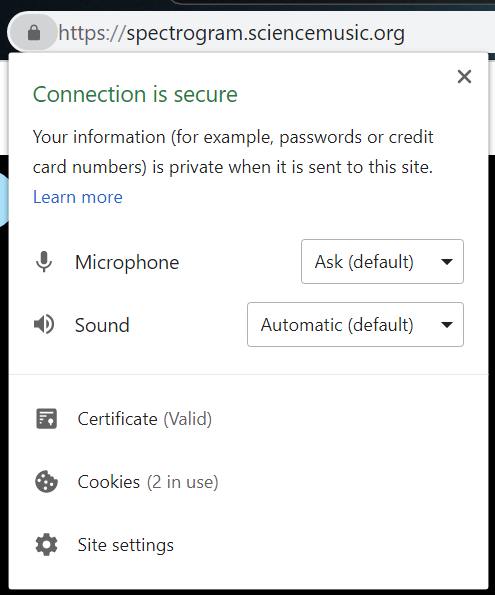 https://spectrogram.sciencemusic.org
Connection is secure
Your information (for example, passwords or credit
card numbers) is private when it is sent to this site.
Learn more
Microphone Ask (default)
Sound Automatic (default)
Certificate (Valid)
Cookies (2 in use)
Site settings